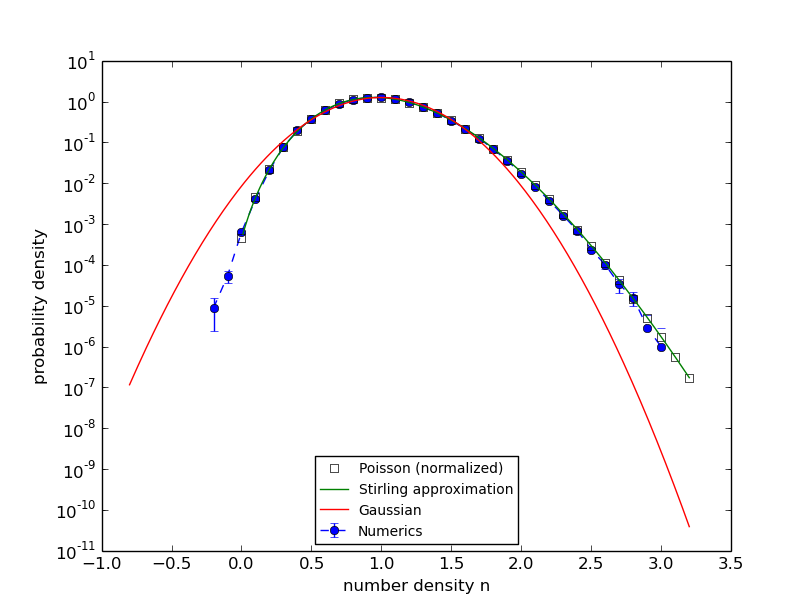 10^1
10^0
10^-1
10^-2
10^-3
10^-4
10^-5
10^-6
10^-7
10^-8
10^-9
10^-10
10^-11
probability density
Poisson (normalized)
Stirling approximation
Gaussian
Numerics
−1.0 −0.5 0.0 0.5 1.0 1.5 2.0 2.5 3.0 3.5
number density n